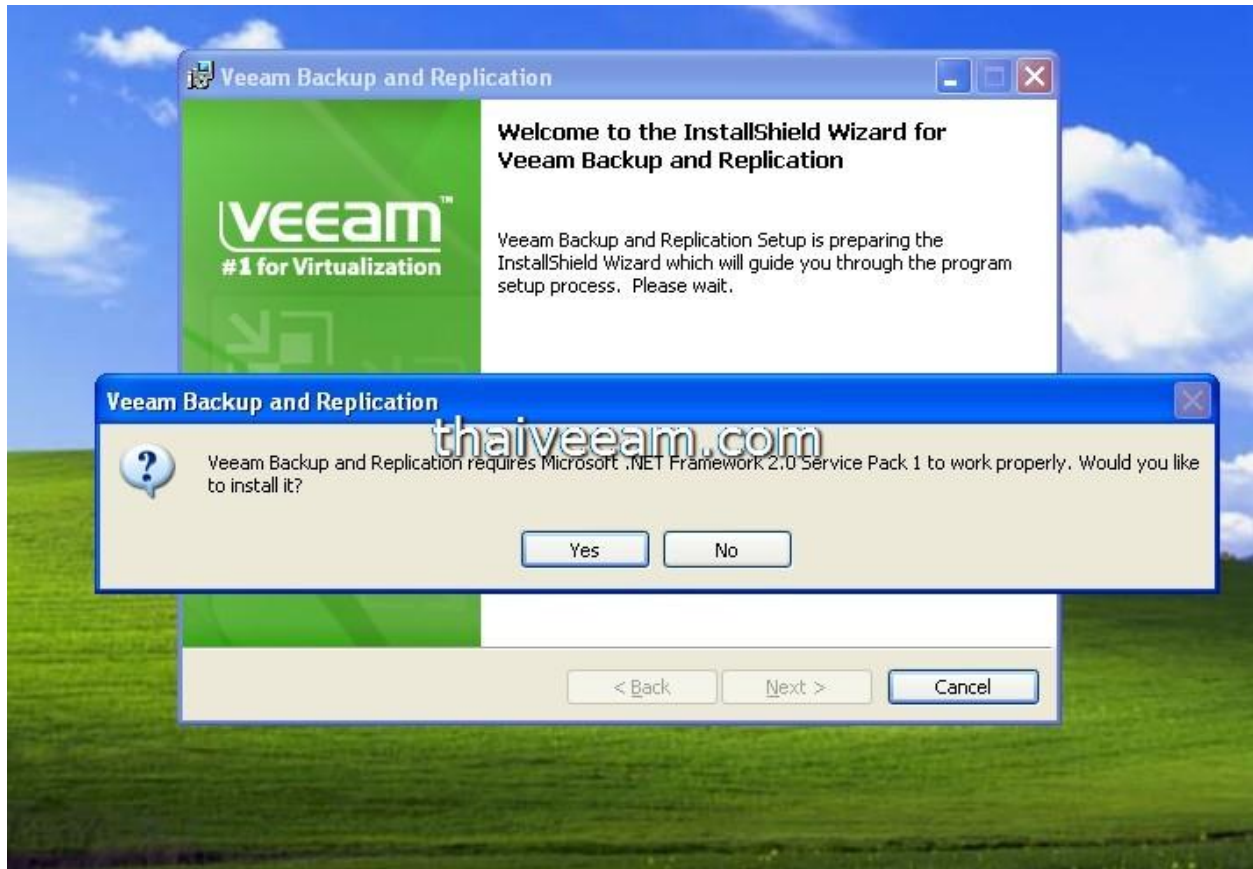 Veeam Backup and Replication
Welcome to the InstallShield Wizard for
Veeam Backup and Replication
veeam™
#1 for Virtualization
Veeam Backup and Replication Setup is preparing the
InstallShield Wizard which will guide you through the program
setup process. Please wait.
Veeam Backup and Replication
thaiveeam.com
Veeam Backup and Replication requires Microsoft .NET Framework 2.0 Service Pack 1 to work properly. Would you like
to install it?
Yes No
< Back Next > Cancel